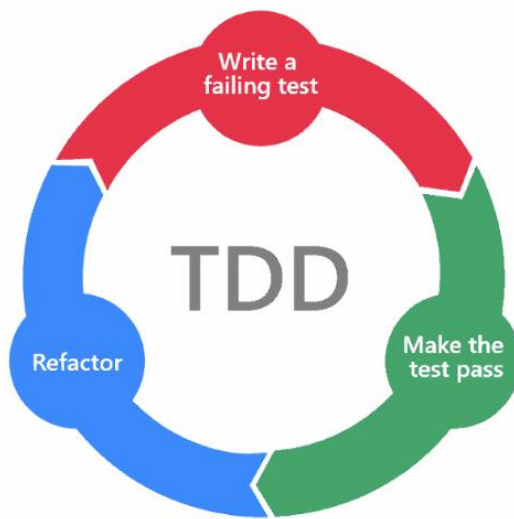 Write a
failing test
TDD
Refactor
Make the
test pass